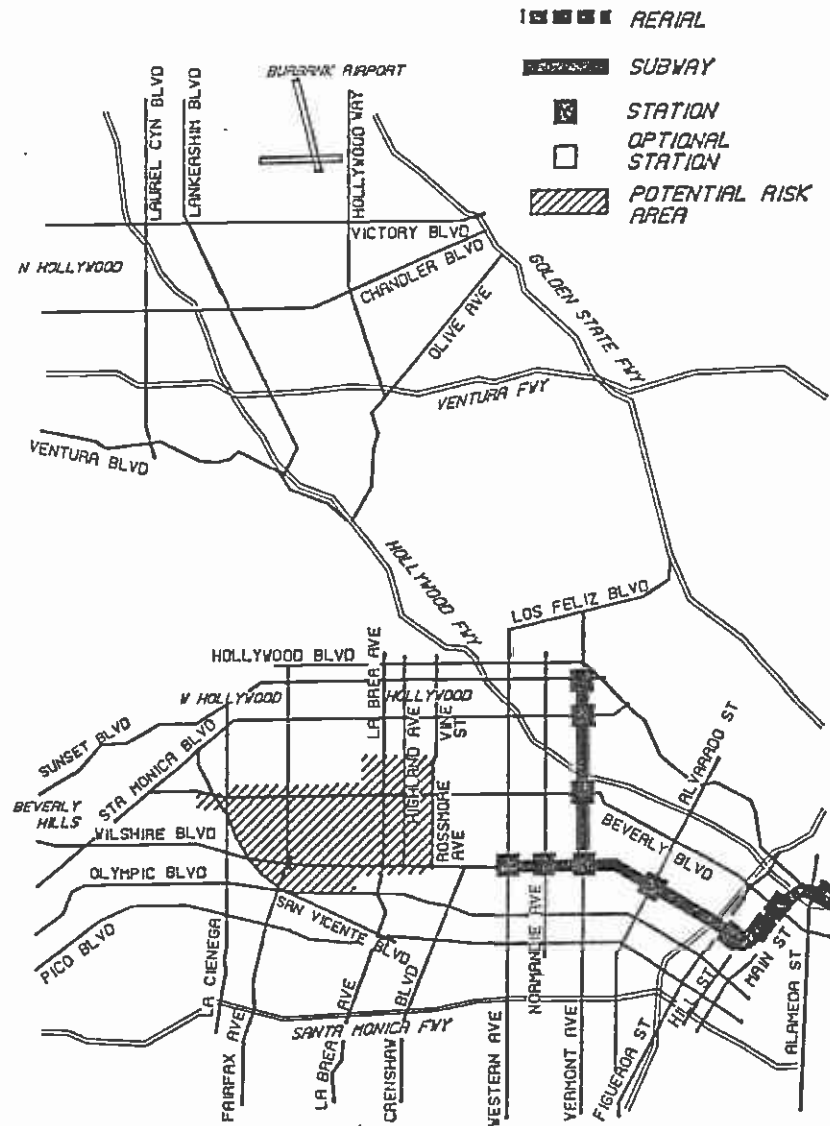 AERIAL
SUBWAY
STATION
OPTIONAL
STATION
POTENTIAL RISK
AREA
BURBANK AIRPORT
LAUREL CYN BLVD
LANKERSHIM BLVD
HOLLYWOOD WAY
VICTORY BLVD
N HOLLYWOOD
CHANDLER BLVD
OLIVE AVE
GOLDEN STATE FWY
VENTURA FWY
VENTURA BLVD
HOLLYWOOD FWY
LOS FELIZ BLVD
HOLLYWOOD BLVD
LA BREA AVE
W HOLLYWOOD
HOLLYWOOD
HIGHLAND AVE
VINE
ST
SUNSET BLVD
STA MONICA BLVD
ALVARADO ST
BEVERLY
HILLS
ROSSMORE
AVE
BEVERLY BLVD
WILSHIRE BLVD
OLYMPIC BLVD
SAN VICENTE BLVD
PICO BLVD
LA CIENEGA
NORMANDIE AVE
HILL ST
MAIN ST
ALAMEDA ST
SANTA MONICA FWY
FAIRFAX AVE
LA BREA AVE
CRENSHAW BLVD
WESTERN AVE
VERMONT AVE
FIGUEROA ST